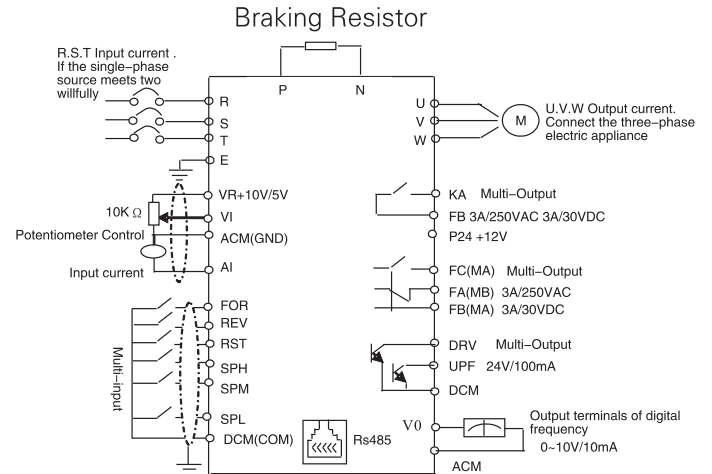 Braking Resistor
R.S.T Input current .
If the single-phase
source meets two
willfully
P
N
R
S
T
E
U
V
W
M
U.V.W Output current.
Connect the three-phase
electric appliance
VR+10V/5V
10K Ω
VI
Potentiometer Control
ACM(GND)
Input current
AI
KA Multi-Output
FB 3A/250VAC 3A/30VDC
P24 +12V
FC(MA) Multi-Output
FA(MB) 3A/250VAC
FB(MA) 3A/30VDC
FOR
REV
RST
SPH
SPM
SPL
DCM(COM)
Multi-input
DRV Multi-Output
UPF 24V/100mA
DCM
Rs485
V0
Output terminals of digital
frequency
0~10V/10mA
ACM